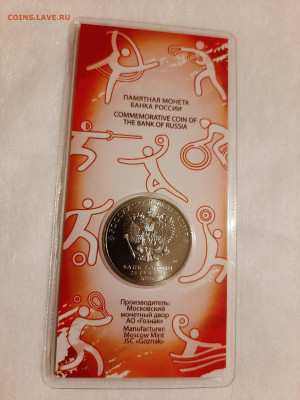 COINS.ЛАVE.RU
ПАМЯТНАЯ МОНЕТА
БАНКА РОССИИ
COMMEMORATIVE COIN OF
THE BANK OF RUSSIA
БАНК РОССИИ
Производитель:
Московский
монетный двор
АО «Гознак»
Manufacturer:
Moscow Mint
JSC «Goznak»